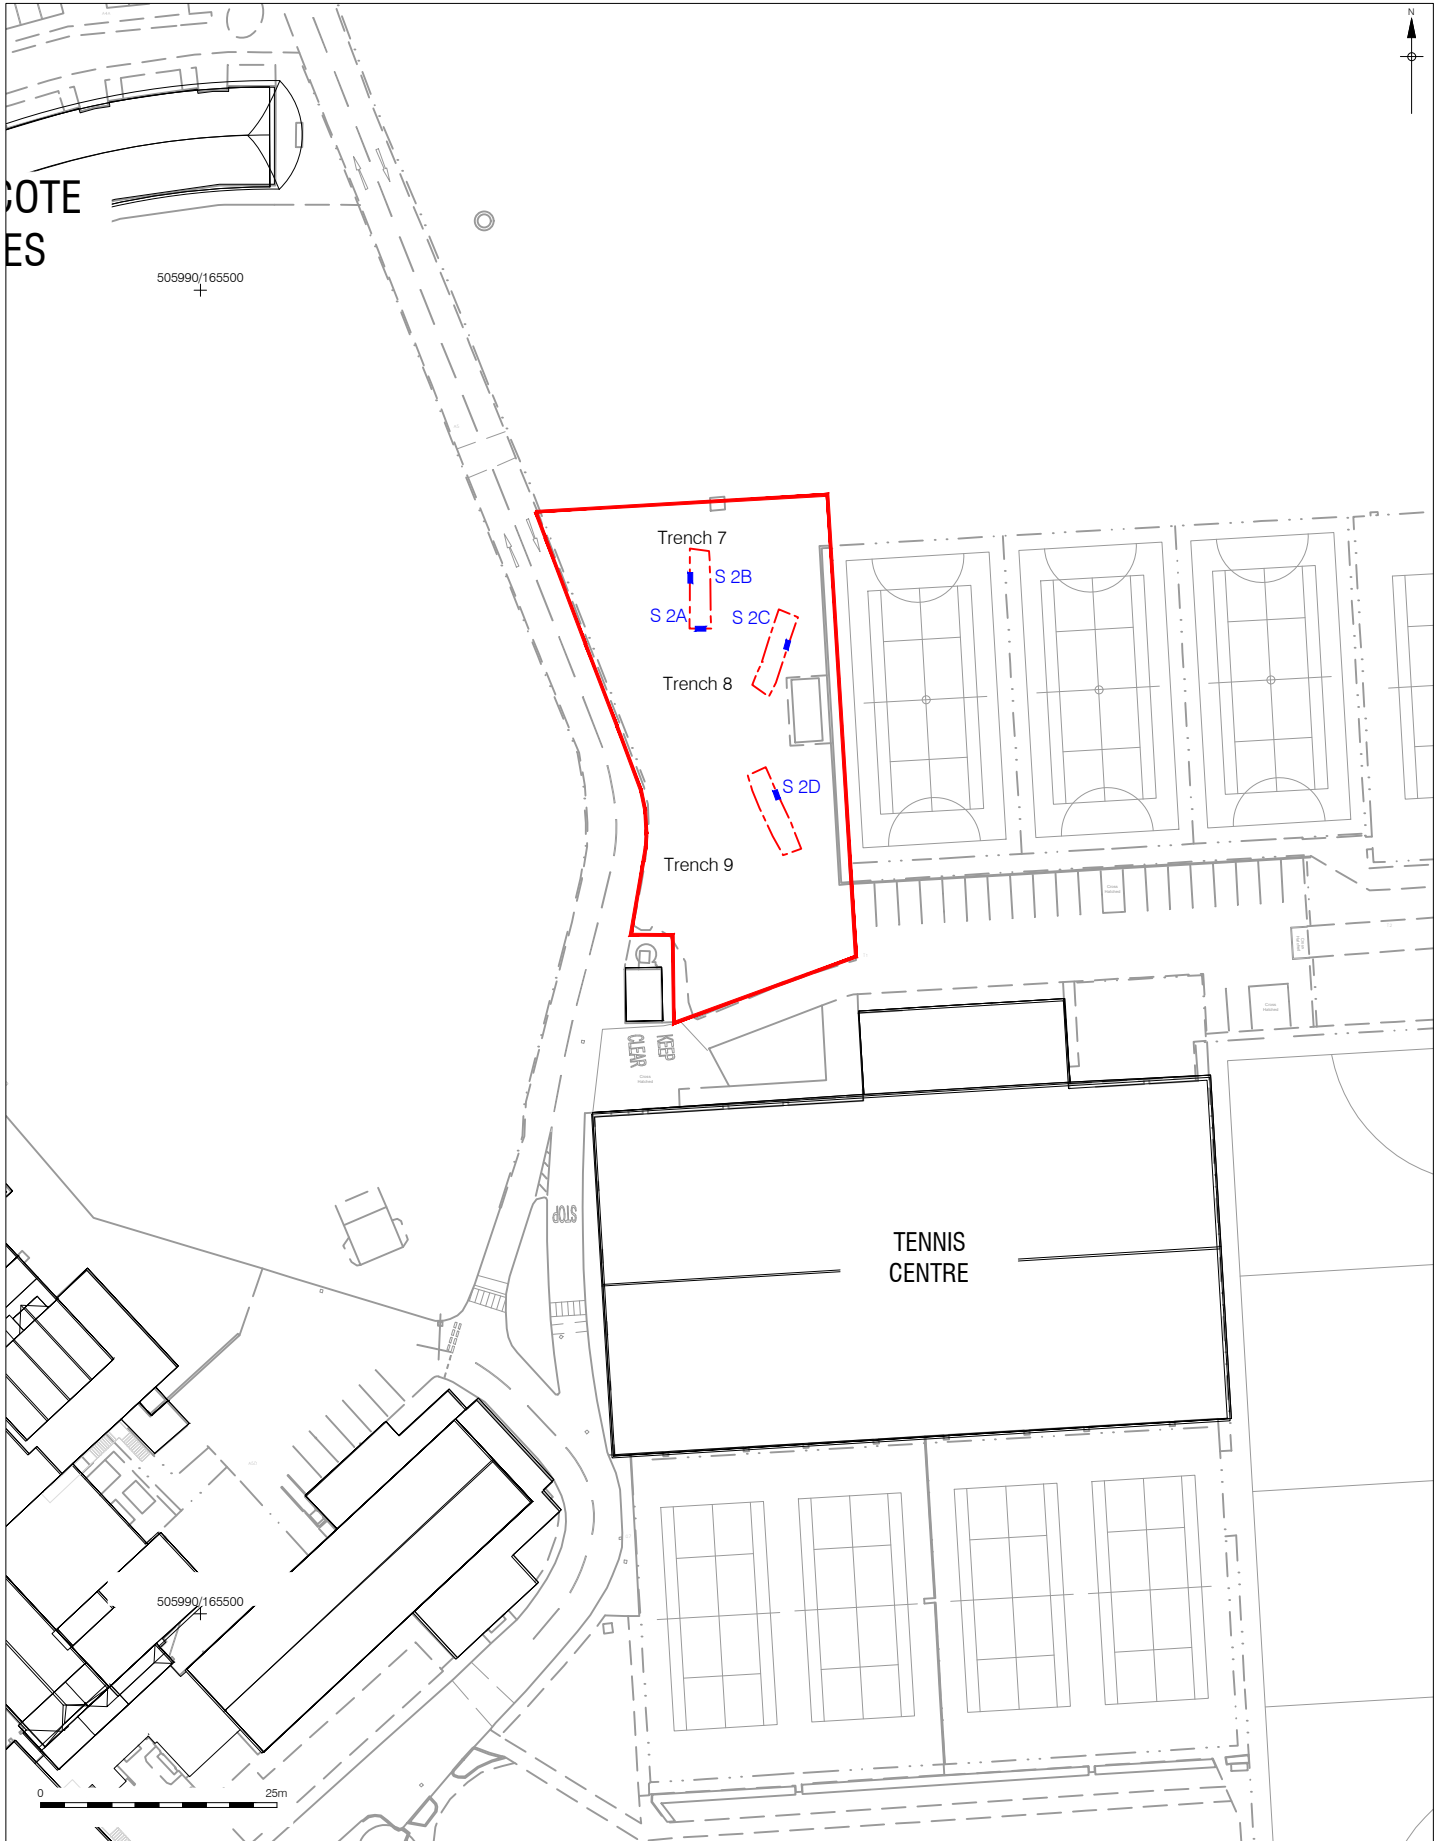 N
COTE
ES
505990/165500
Trench 7
S 2B
S 2A
S 2C
Trench 8
S 2D
Trench 9
KEEP
CLEAR
STOP
TENNIS
CENTRE
505990/165500
0
25m